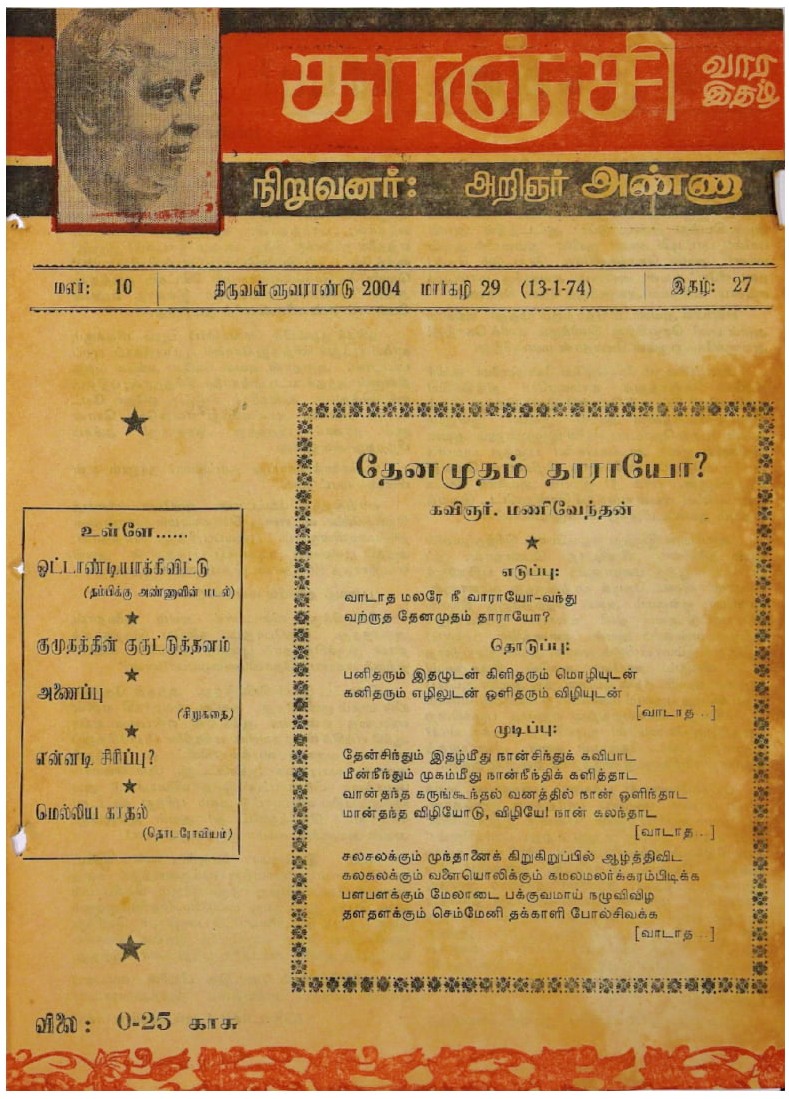 காஞ்சி வார இதழ்
நிறுவனர்: அறிஞர் அண்ணா
மலர்: 10 திருவள்ளுவராண்டு 2004 மார்கழி 29 (13-1-74) இதழ்: 27
உள்ளே......
ஓட்டாண்டியாக்கிவிட்டு
(தம்பிக்கு அண்ணாவின் மடல்)
குமுதத்தின் குருட்டுத்தனம்
அணைப்பு
(சிறுகதை)
என்னடி சிரிப்பு?
மெல்லிய காதல்
(தொடரோவியம்)
தேனமுதம் தாராயோ?
கவிஞர். மணிவேந்தன்
எடுப்பு:
வாடாத மலரே நீ வாராயோ-வந்து
வற்றாத தேனமுதம் தாராயோ?
தொடுப்பு:
பனிதரும் இதழுடன் கிளிதரும் மொழியுடன்
கனிதரும் எழிலுடன் ஒளிதரும் விழியுடன்
[வாடாத...]
முடிப்பு:
தேன்சிந்தும் இதழ்மீது நான்சிந்துக் கவிபாட
மீன்நீந்தும் முகம்மீது நான்நீந்திக் களித்தாட
வான்தந்த கருங்கூந்தல் வனத்தில் நான் ஒளிந்தாட
மான்தந்த விழியோடு, விழியே! நான் கலந்தாட
[வாடாத...]
சலசலக்கும் முந்தானைக் கிறுகிறுப்பில் ஆழ்த்திவிட
கலகலக்கும் வளையொலிக்கும் கமலமலர்க்கரம்பிடிக்க
பளபளக்கும் மேலாடை பக்குவமாய் நழுவிவிழ
தளதளக்கும் செம்மேனி தக்காளி போல்சிவக்க
[வாடாத...]
விலை: 0-25 காசு